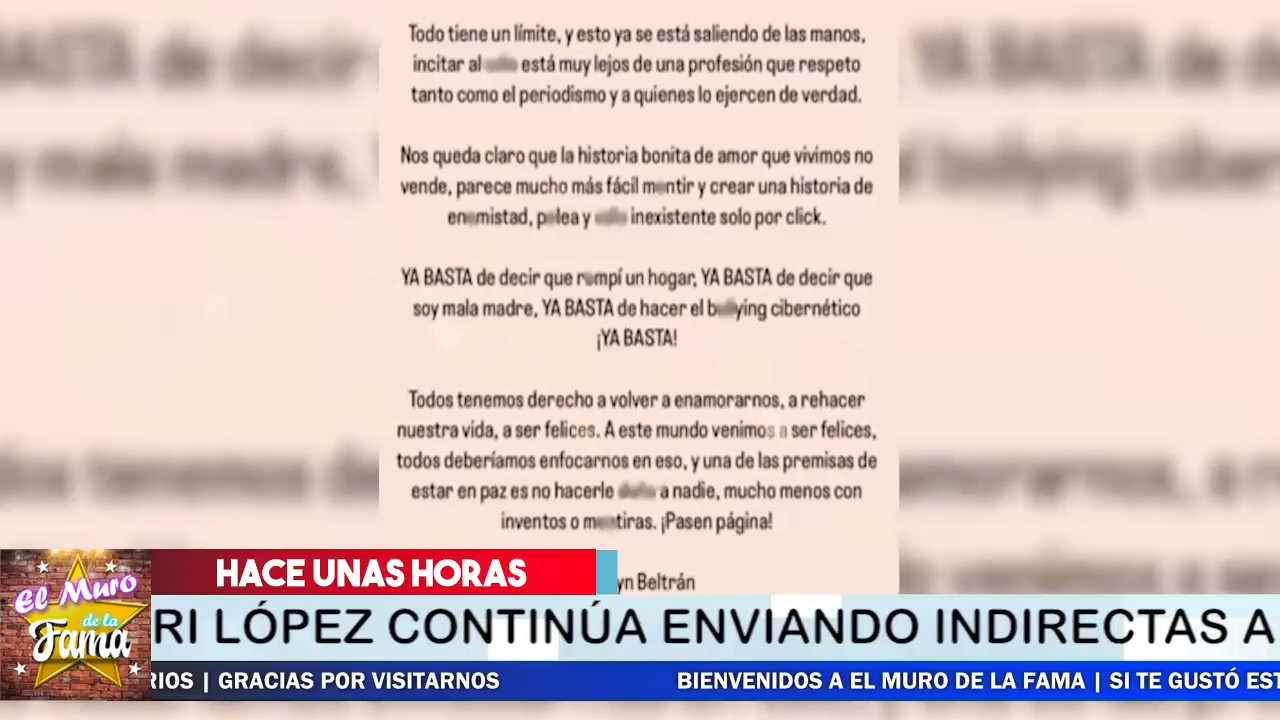 Todo tiene un límite, y esto ya se está saliendo de las manos,
incitar al está muy lejos de una profesión que respeto
tanto como el periodismo y a quienes lo ejercen de verdad.
Nos queda claro que la historia bonita de amor que vivimos no
vende, parece mucho más fácil mentir y crear una historia de
enemistad, pelea y inexistente solo por click.
YA BASTA de decir que rompí un hogar, YA BASTA de decir que
soy mala madre, YA BASTA de hacer el bullying cibernético
¡YA BASTA!
Todos tenemos derecho a volver a enamorarnos, a rehacer
nuestra vida, a ser felices. A este mundo venimos a ser felices,
todos deberíamos enfocarnos en eso, y una de las premisas de
estar en paz es no hacerle a nadie, mucho menos con
inventos o mentiras. ¡Pasen página!
yn Beltrán
HACE UNAS HORAS
El Muro
de la
Fama
RI LÓPEZ CONTINÚA ENVIANDO INDIRECTAS A
RIOS | GRACIAS POR VISITARNOS BIENVENIDOS A EL MURO DE LA FAMA | SI TE GUSTÓ EST